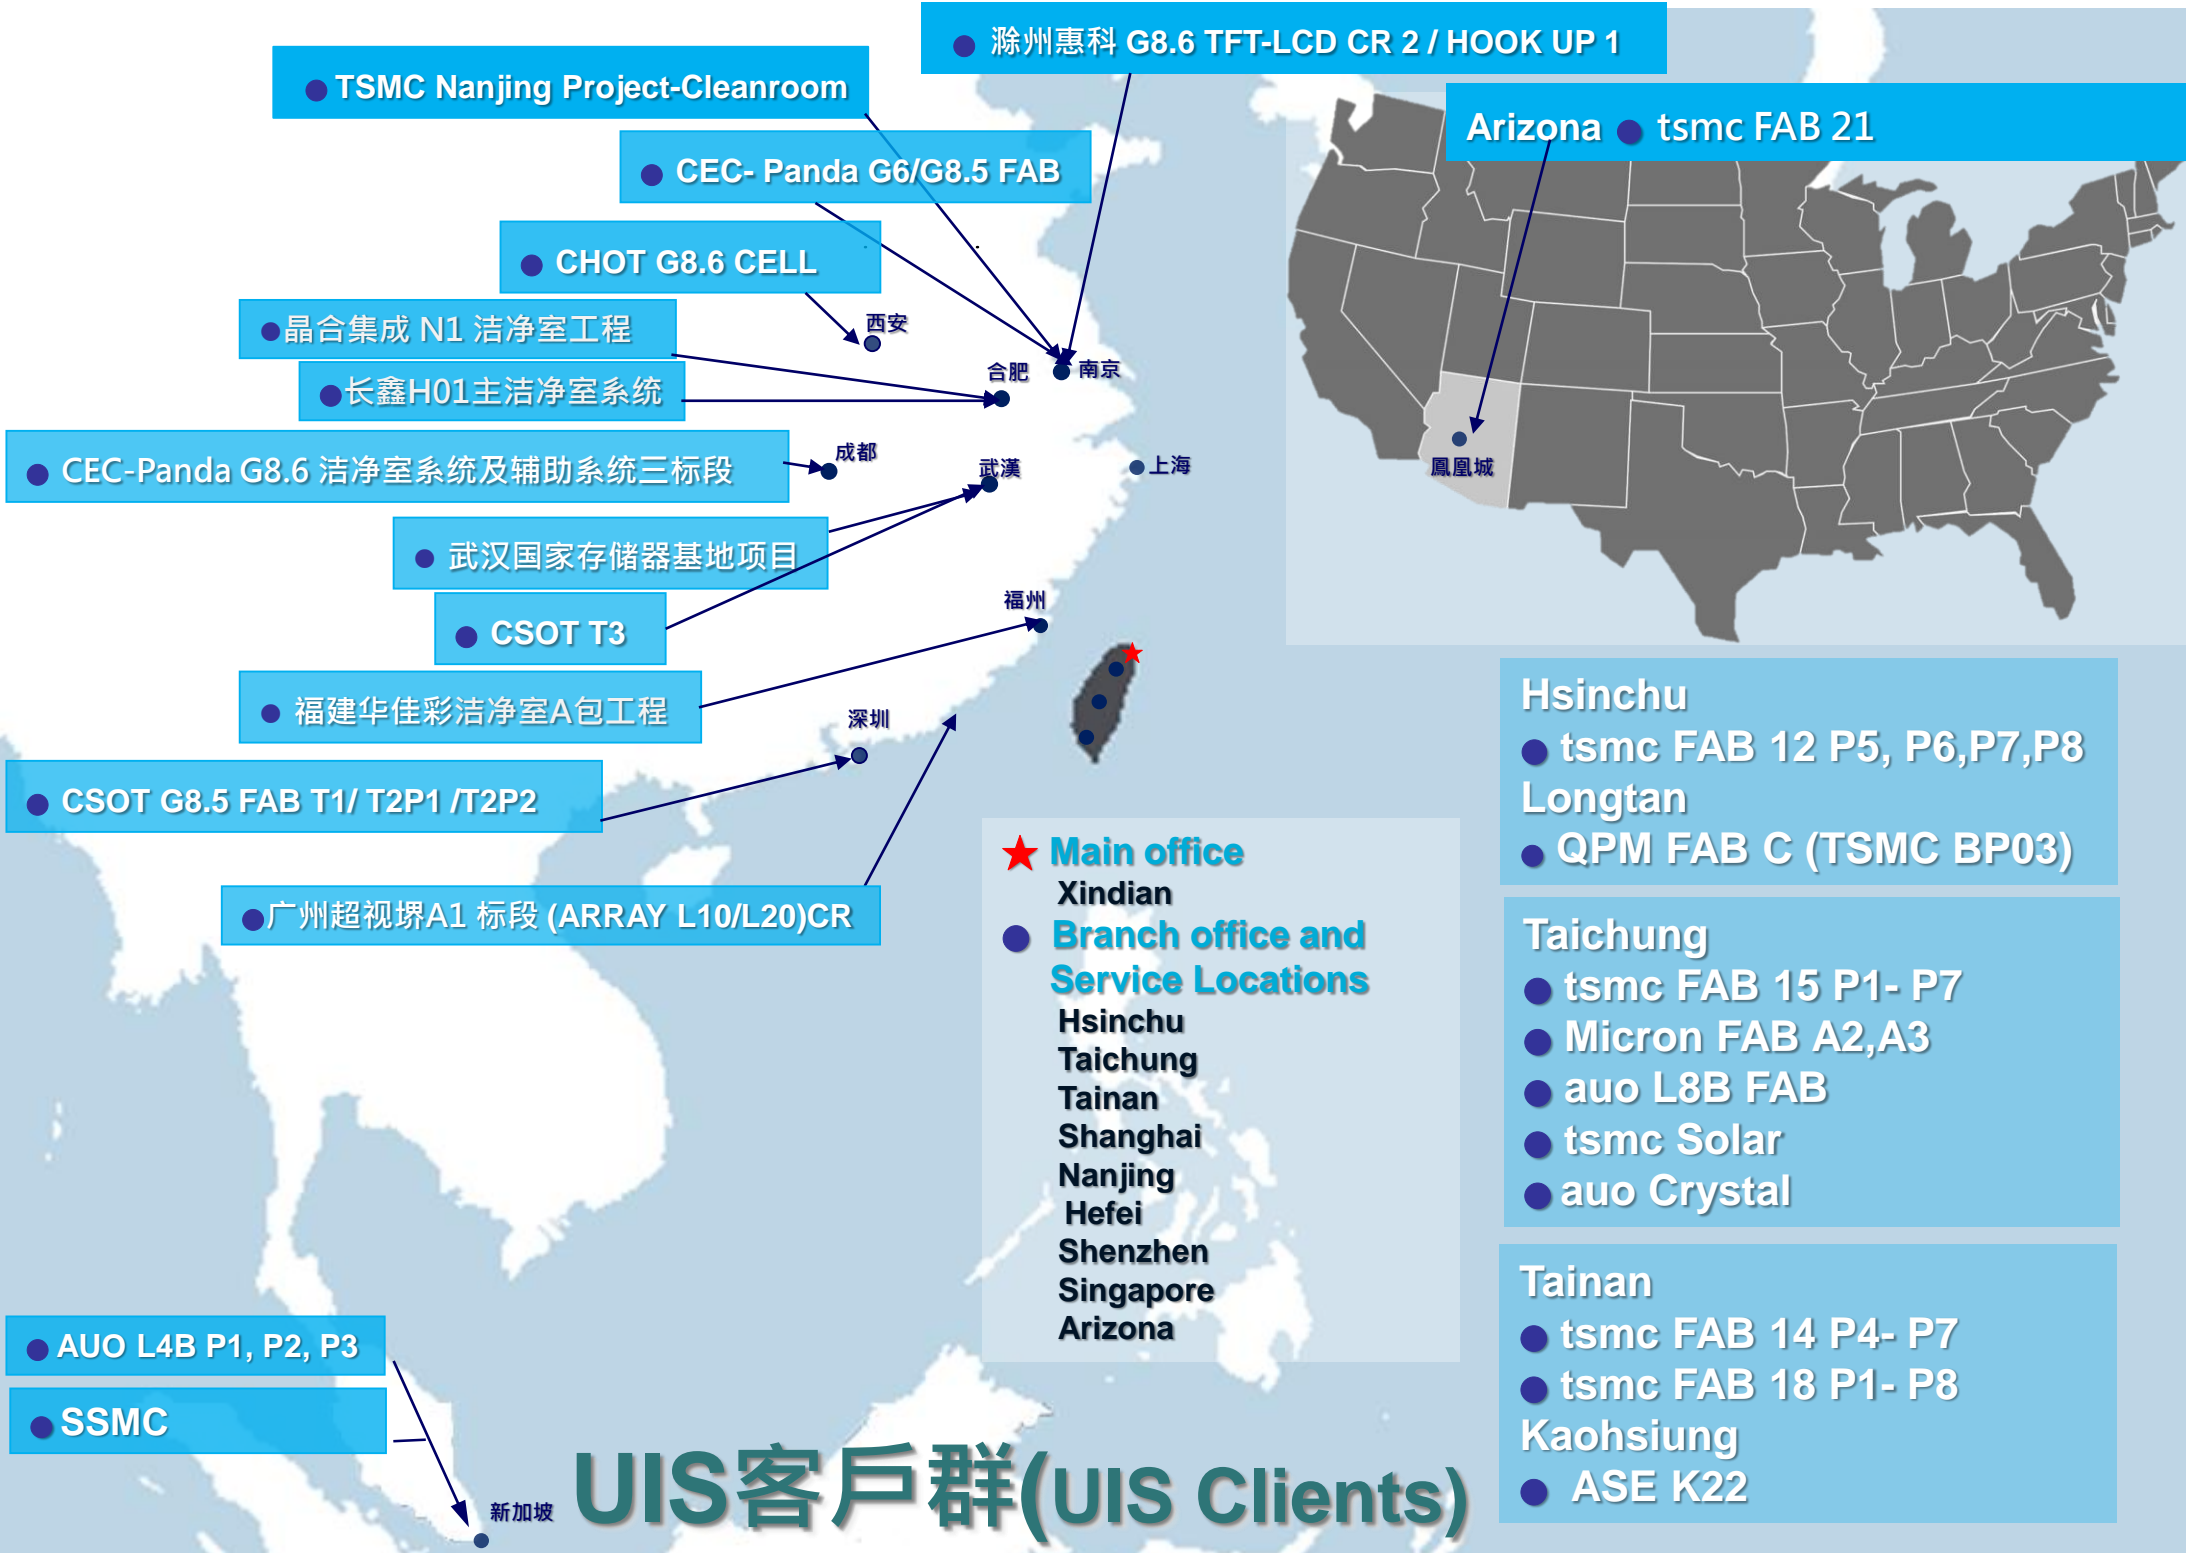 滁州惠科 G8.6 TFT-LCD CR 2 / HOOK UP 1
TSMC Nanjing Project-Cleanroom
Arizona ● tsmc FAB 21
CEC- Panda G6/G8.5 FAB
CHOT G8.6 CELL
西安
晶合集成 N1 洁净室工程
合肥
南京
长鑫H01主洁净室系统
CEC-Panda G8.6 洁净室系统及辅助系统三标段
成都
武漢
上海
鳳凰城
武汉国家存储器基地项目
CSOT T3
福州
福建华佳彩洁净室A包工程
深圳
CSOT G8.5 FAB T1/ T2P1 /T2P2
广州超视堺A1 标段 (ARRAY L10/L20)CR
Main office
Xindian
Branch office and
Service Locations
Hsinchu
Taichung
Tainan
Shanghai
Nanjing
Hefei
Shenzhen
Singapore
Arizona
Hsinchu
tsmc FAB 12 P5, P6,P7,P8
Longtan
QPM FAB C (TSMC BP03)
Taichung
tsmc FAB 15 P1- P7
Micron FAB A2,A3
auo L8B FAB
tsmc Solar
auo Crystal
Tainan
tsmc FAB 14 P4- P7
tsmc FAB 18 P1- P8
Kaohsiung
ASE K22
AUO L4B P1, P2, P3
SSMC
新加坡
UIS客戶群(UIS Clients)